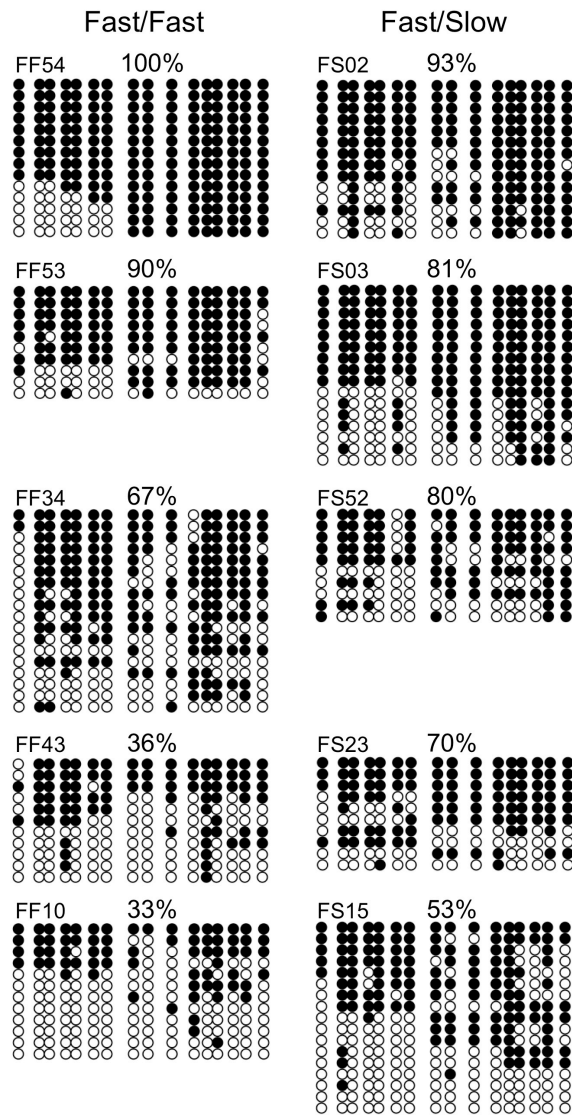 Fast/Fast
Fast/Slow
FF54 100%
FS02 93%
FF53 90%
FS03 81%
FF34 67%
FS52 80%
FF43 36%
FS23 70%
FF10 33%
FS15 53%